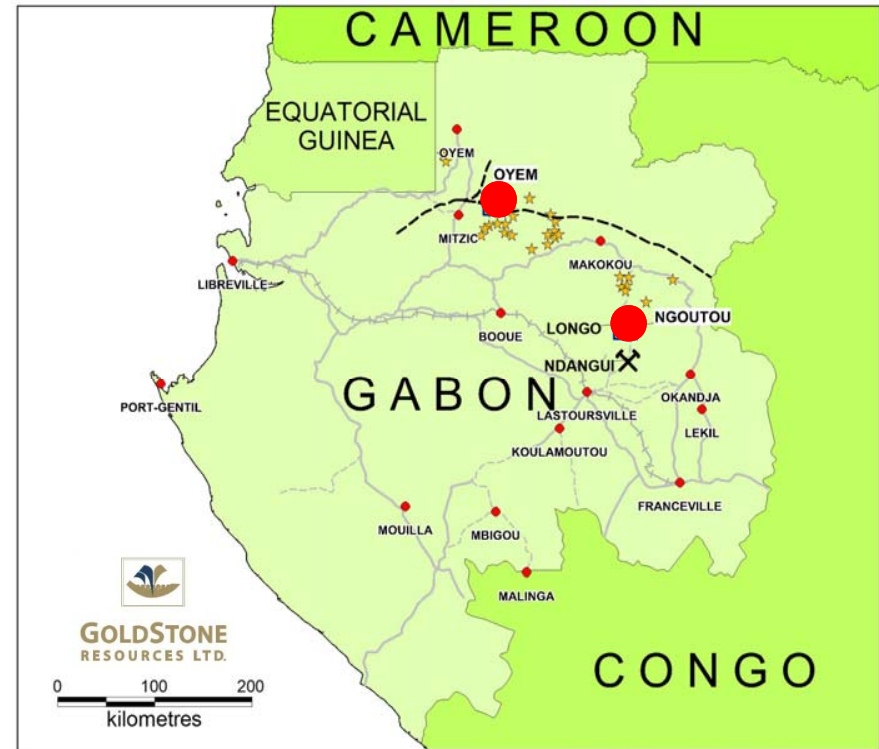 CAMEROON
EQUATORIAL
GUINEA
OYEM
OYEM
MITZIC
MAKOKOU
LIBREVILLE
NGOUTOU
LONGO
BOOUE
NDANGUI
PORT-GENTIL
GABON
OKANDJA
LASTOURSVILLE
LEKIL
KOULAMOUTOU
FRANCEVILLE
MOUILLA
MBIGOU
MALINGA
GOLDSTONE
RESOURCES LTD.
CONGO
0 100 200
kilometres